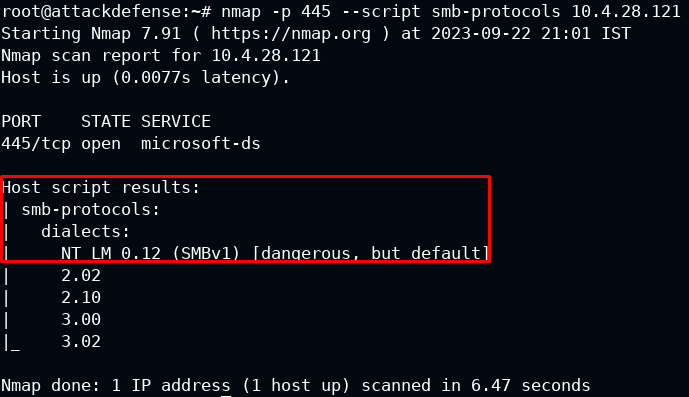 root@attackdefense:~# nmap -p 445 --script smb-protocols 10.4.28.121
Starting Nmap 7.91 ( https://nmap.org ) at 2023-09-22 21:01 IST
Nmap scan report for 10.4.28.121
Host is up (0.0077s latency).
PORT    STATE SERVICE
445/tcp open  microsoft-ds
Host script results:
| smb-protocols:
|   dialects:
|     NT LM 0.12 (SMBv1) [dangerous, but default]
|     2.02
|     2.10
|     3.00
|_    3.02
Nmap done: 1 IP address (1 host up) scanned in 6.47 seconds